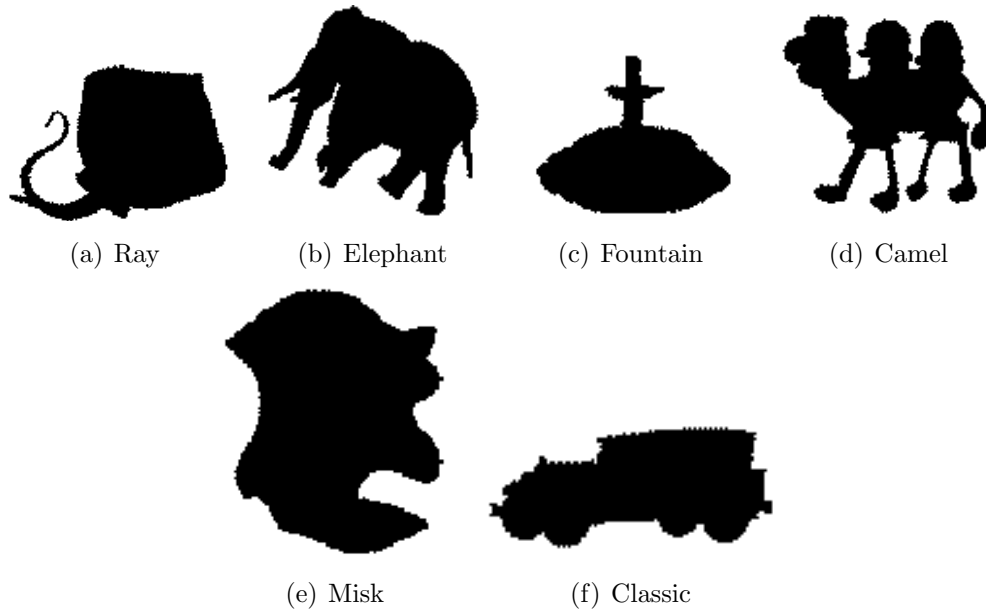 (a) Ray
(b) Elephant
(c) Fountain
(d) Camel
(e) Misk
(f) Classic